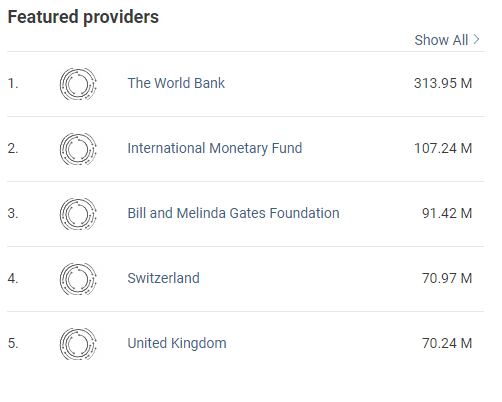 Featured providers
Show All
1. The World Bank 313.95 M
2. International Monetary Fund 107.24 M
3. Bill and Melinda Gates Foundation 91.42 M
4. Switzerland 70.97 M
5. United Kingdom 70.24 M